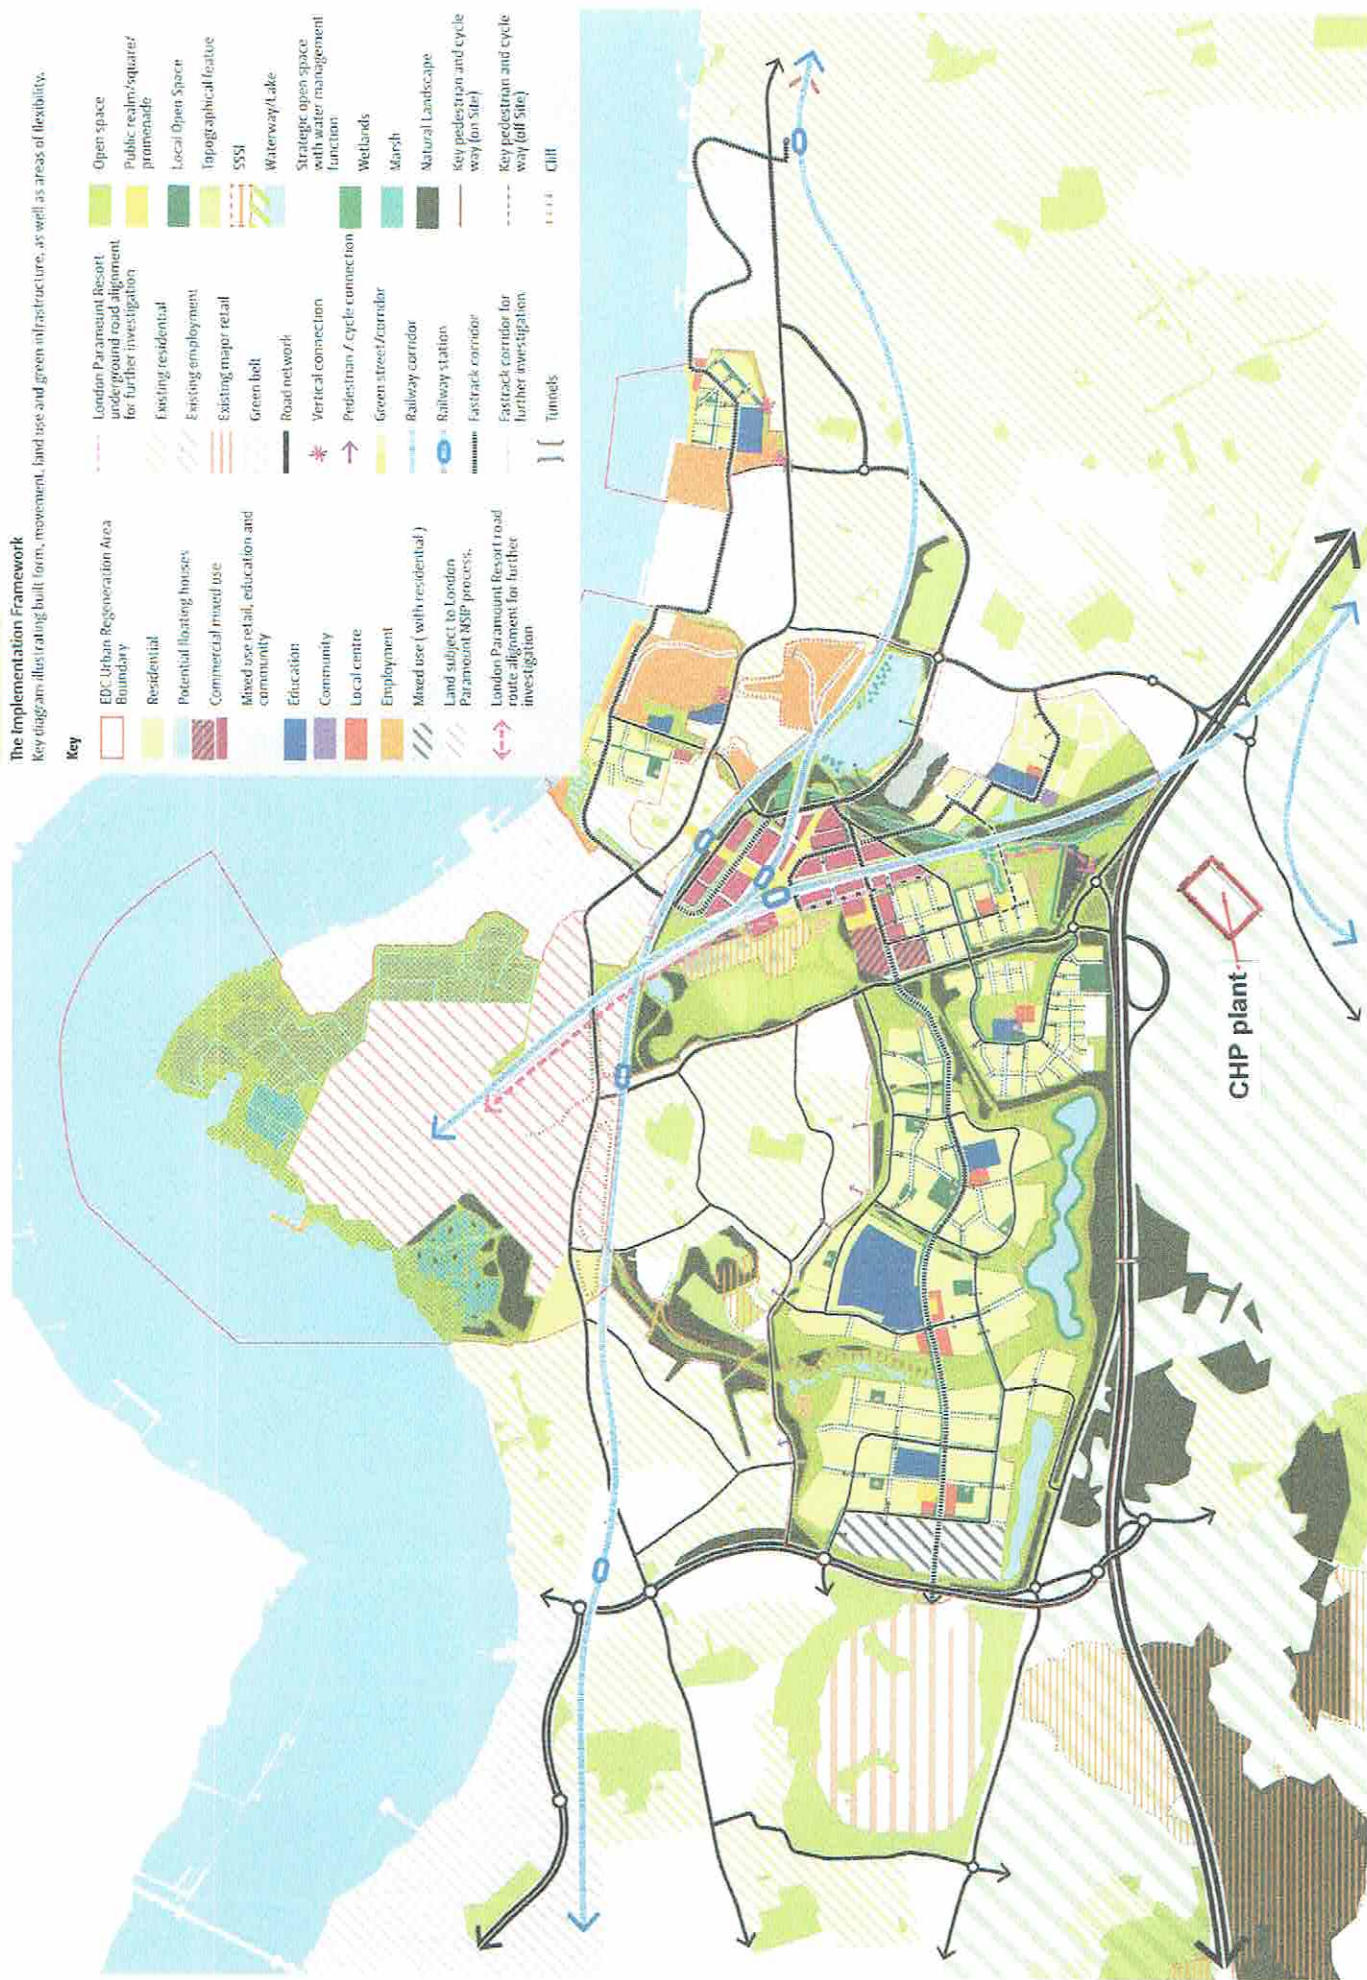 The Implementation Framework
Key diagram illustrating built form, movement, land use and green infrastructure, as well as areas of flexibility.
Key
EDC Urban Regeneration Area
Boundary
Residential
Potential floating houses
Commercial mixed use
Mixed use retail, education and
community
Education
Community
Local centre
Employment
Mixed use ( with residential )
Land subject to London
Paramount NSIP process.
London Paramount Resort road
route alignment for further
investigation
London Paramount Resort
underground road alignment
for further investigation
Existing residential
Existing employment
Existing major retail
Green belt
Road network
Vertical connection
Pedestrian / cycle connection
Green street/corridor
Railway corridor
Railway station
Fastrack corridor
Fastrack corridor for
further investigation
Tunnels
Open space
Public realm/square/
promenade
Local Open Space
Topographical featue
SSSI
Waterway/Lake
Strategic open space
with water management
function
Wetlands
Marsh
Natural Landscape
Key pedestrian and cycle
way (on Site)
Key pedestrian and cycle
way (off Site)
Cliff
CHP plant